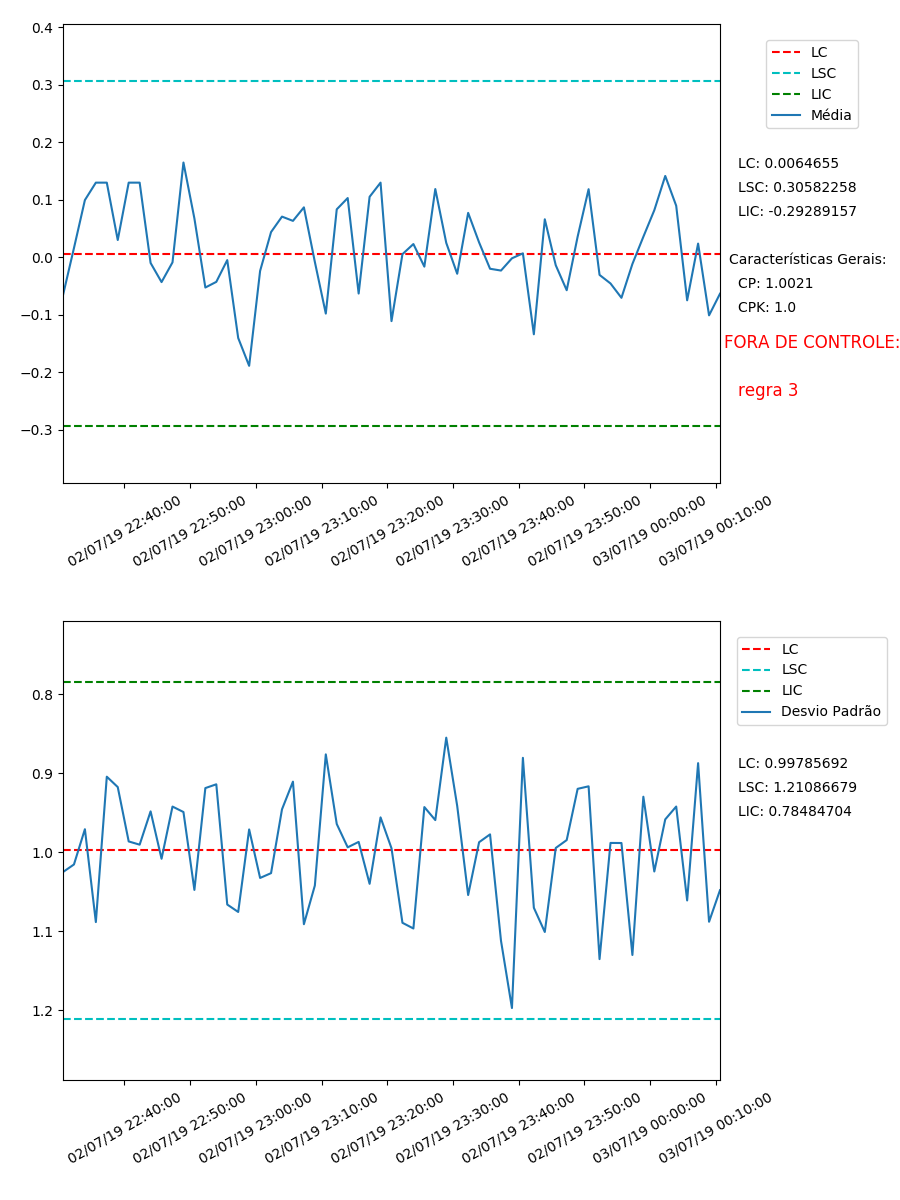 0.4
0.3
0.2
0.1
0.0
−0.1
−0.2
−0.3
02/07/19 22:40:00
02/07/19 22:50:00
02/07/19 23:00:00
02/07/19 23:10:00
02/07/19 23:20:00
02/07/19 23:30:00
02/07/19 23:40:00
02/07/19 23:50:00
03/07/19 00:00:00
03/07/19 00:10:00
LC
LSC
LIC
Média
LC: 0.0064655
LSC: 0.30582258
LIC: -0.29289157
Características Gerais:
CP: 1.0021
CPK: 1.0
FORA DE CONTROLE:
regra 3
0.8
0.9
1.0
1.1
1.2
02/07/19 22:40:00
02/07/19 22:50:00
02/07/19 23:00:00
02/07/19 23:10:00
02/07/19 23:20:00
02/07/19 23:30:00
02/07/19 23:40:00
02/07/19 23:50:00
03/07/19 00:00:00
03/07/19 00:10:00
LC
LSC
LIC
Desvio Padrão
LC: 0.99785692
LSC: 1.21086679
LIC: 0.78484704